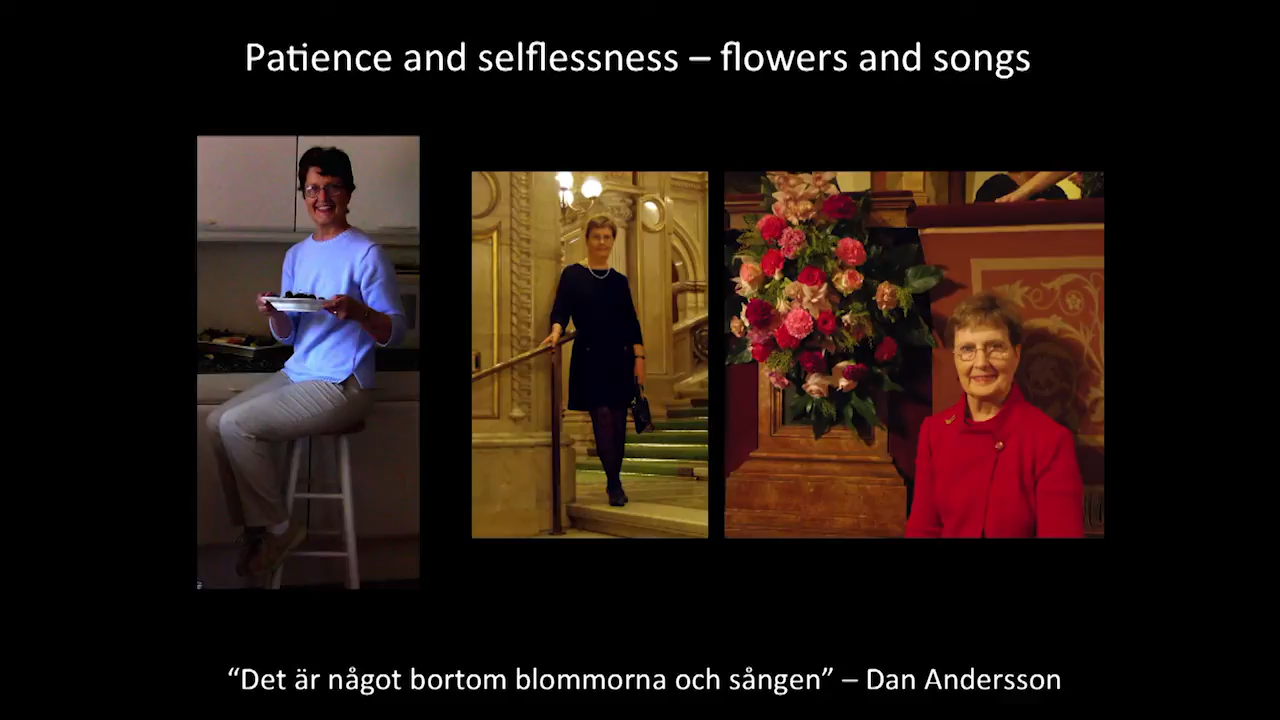 Patience and selflessness – flowers and songs
“Det är något bortom blommorna och sången” – Dan Andersson